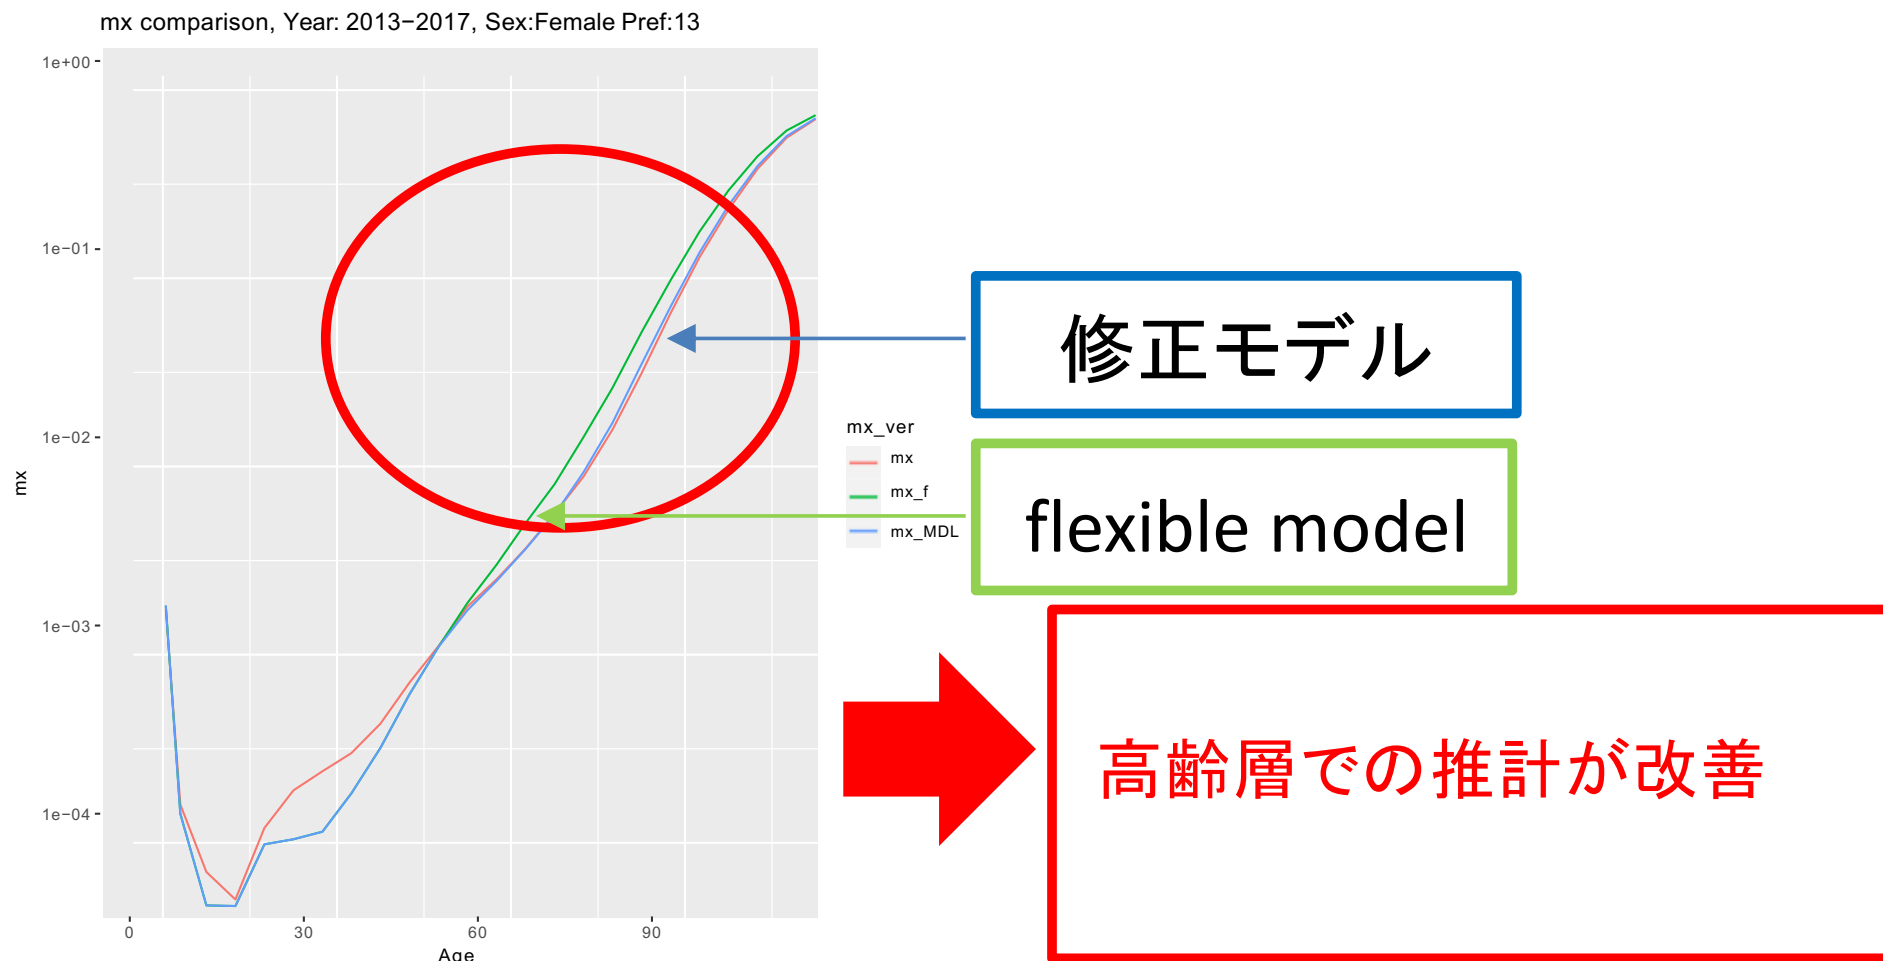 mx comparison, Year: 2013−2017, Sex:Female Pref:13
1e+00
1e−01
1e−02
1e−03
1e−04
mx
0
30
60
90
Age
mx_ver
mx
mx_f
mx_MDL
修正モデル
flexible model
高齢層での推計が改善